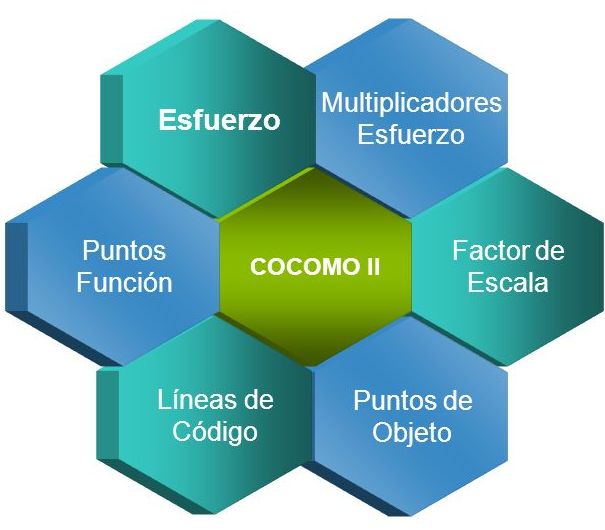 Esfuerzo
Multiplicadores
Esfuerzo
Puntos
Función
COCOMO II
Factor de
Escala
Líneas de
Código
Puntos de
Objeto